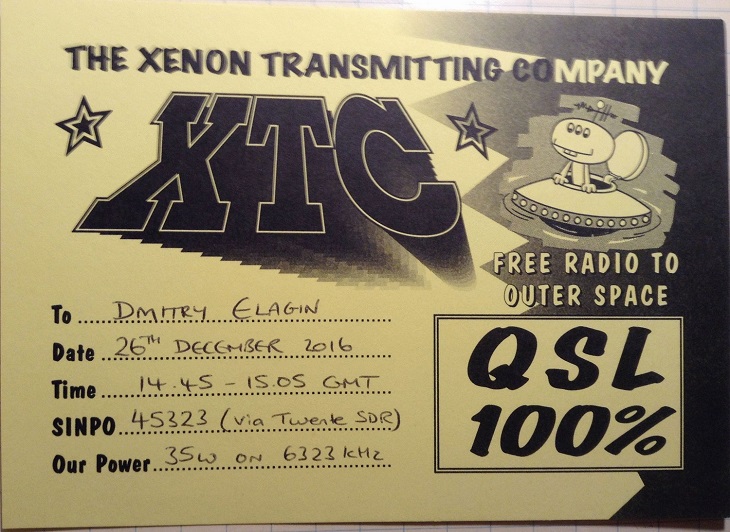 THE XENON TRANSMITTING COMPANY
XTC
FREE RADIO TO
OUTER SPACE
To DMITRY ELAGIN
Date 26TH DECEMBER 2016
Time 14.45 - 15.05 GMT
SINPO 45323 (via Twente SDR)
Our Power 35W ON 6323 kHz
QSL
100%